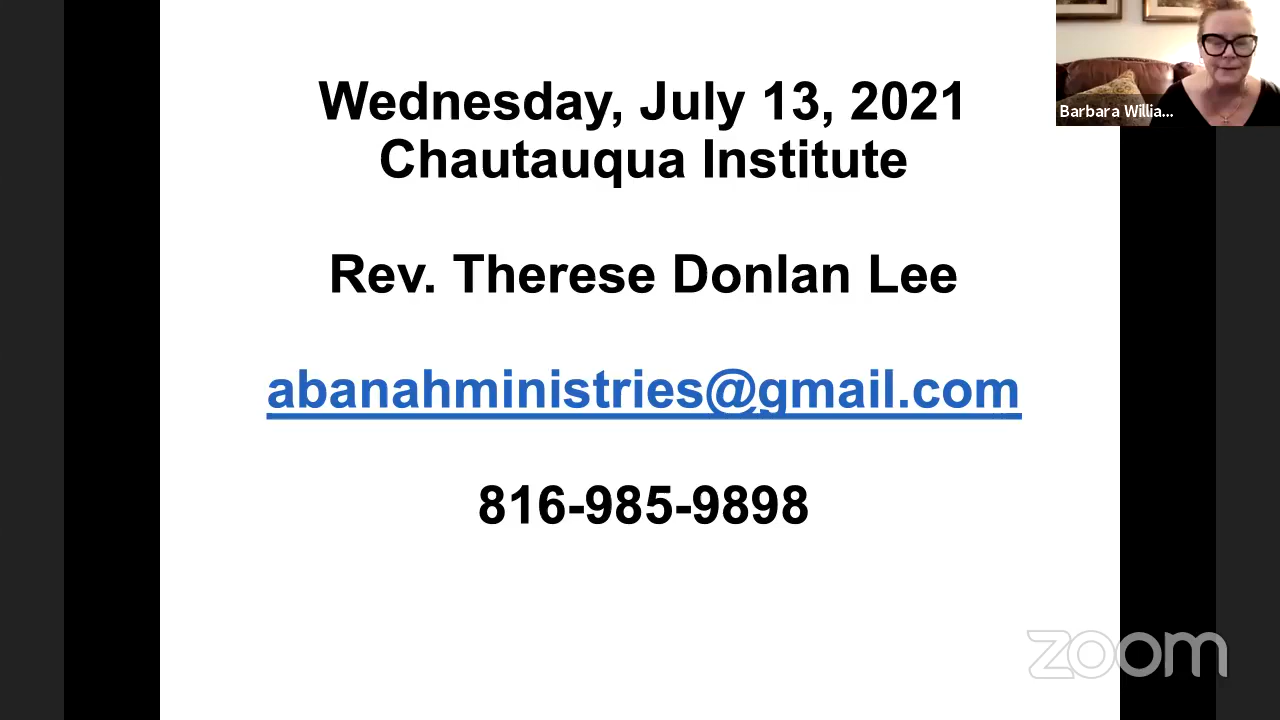 Wednesday, July 13, 2021
Chautauqua Institute
Rev. Therese Donlan Lee
abanahministries@gmail.com
816-985-9898
Barbara Willia...
zoom